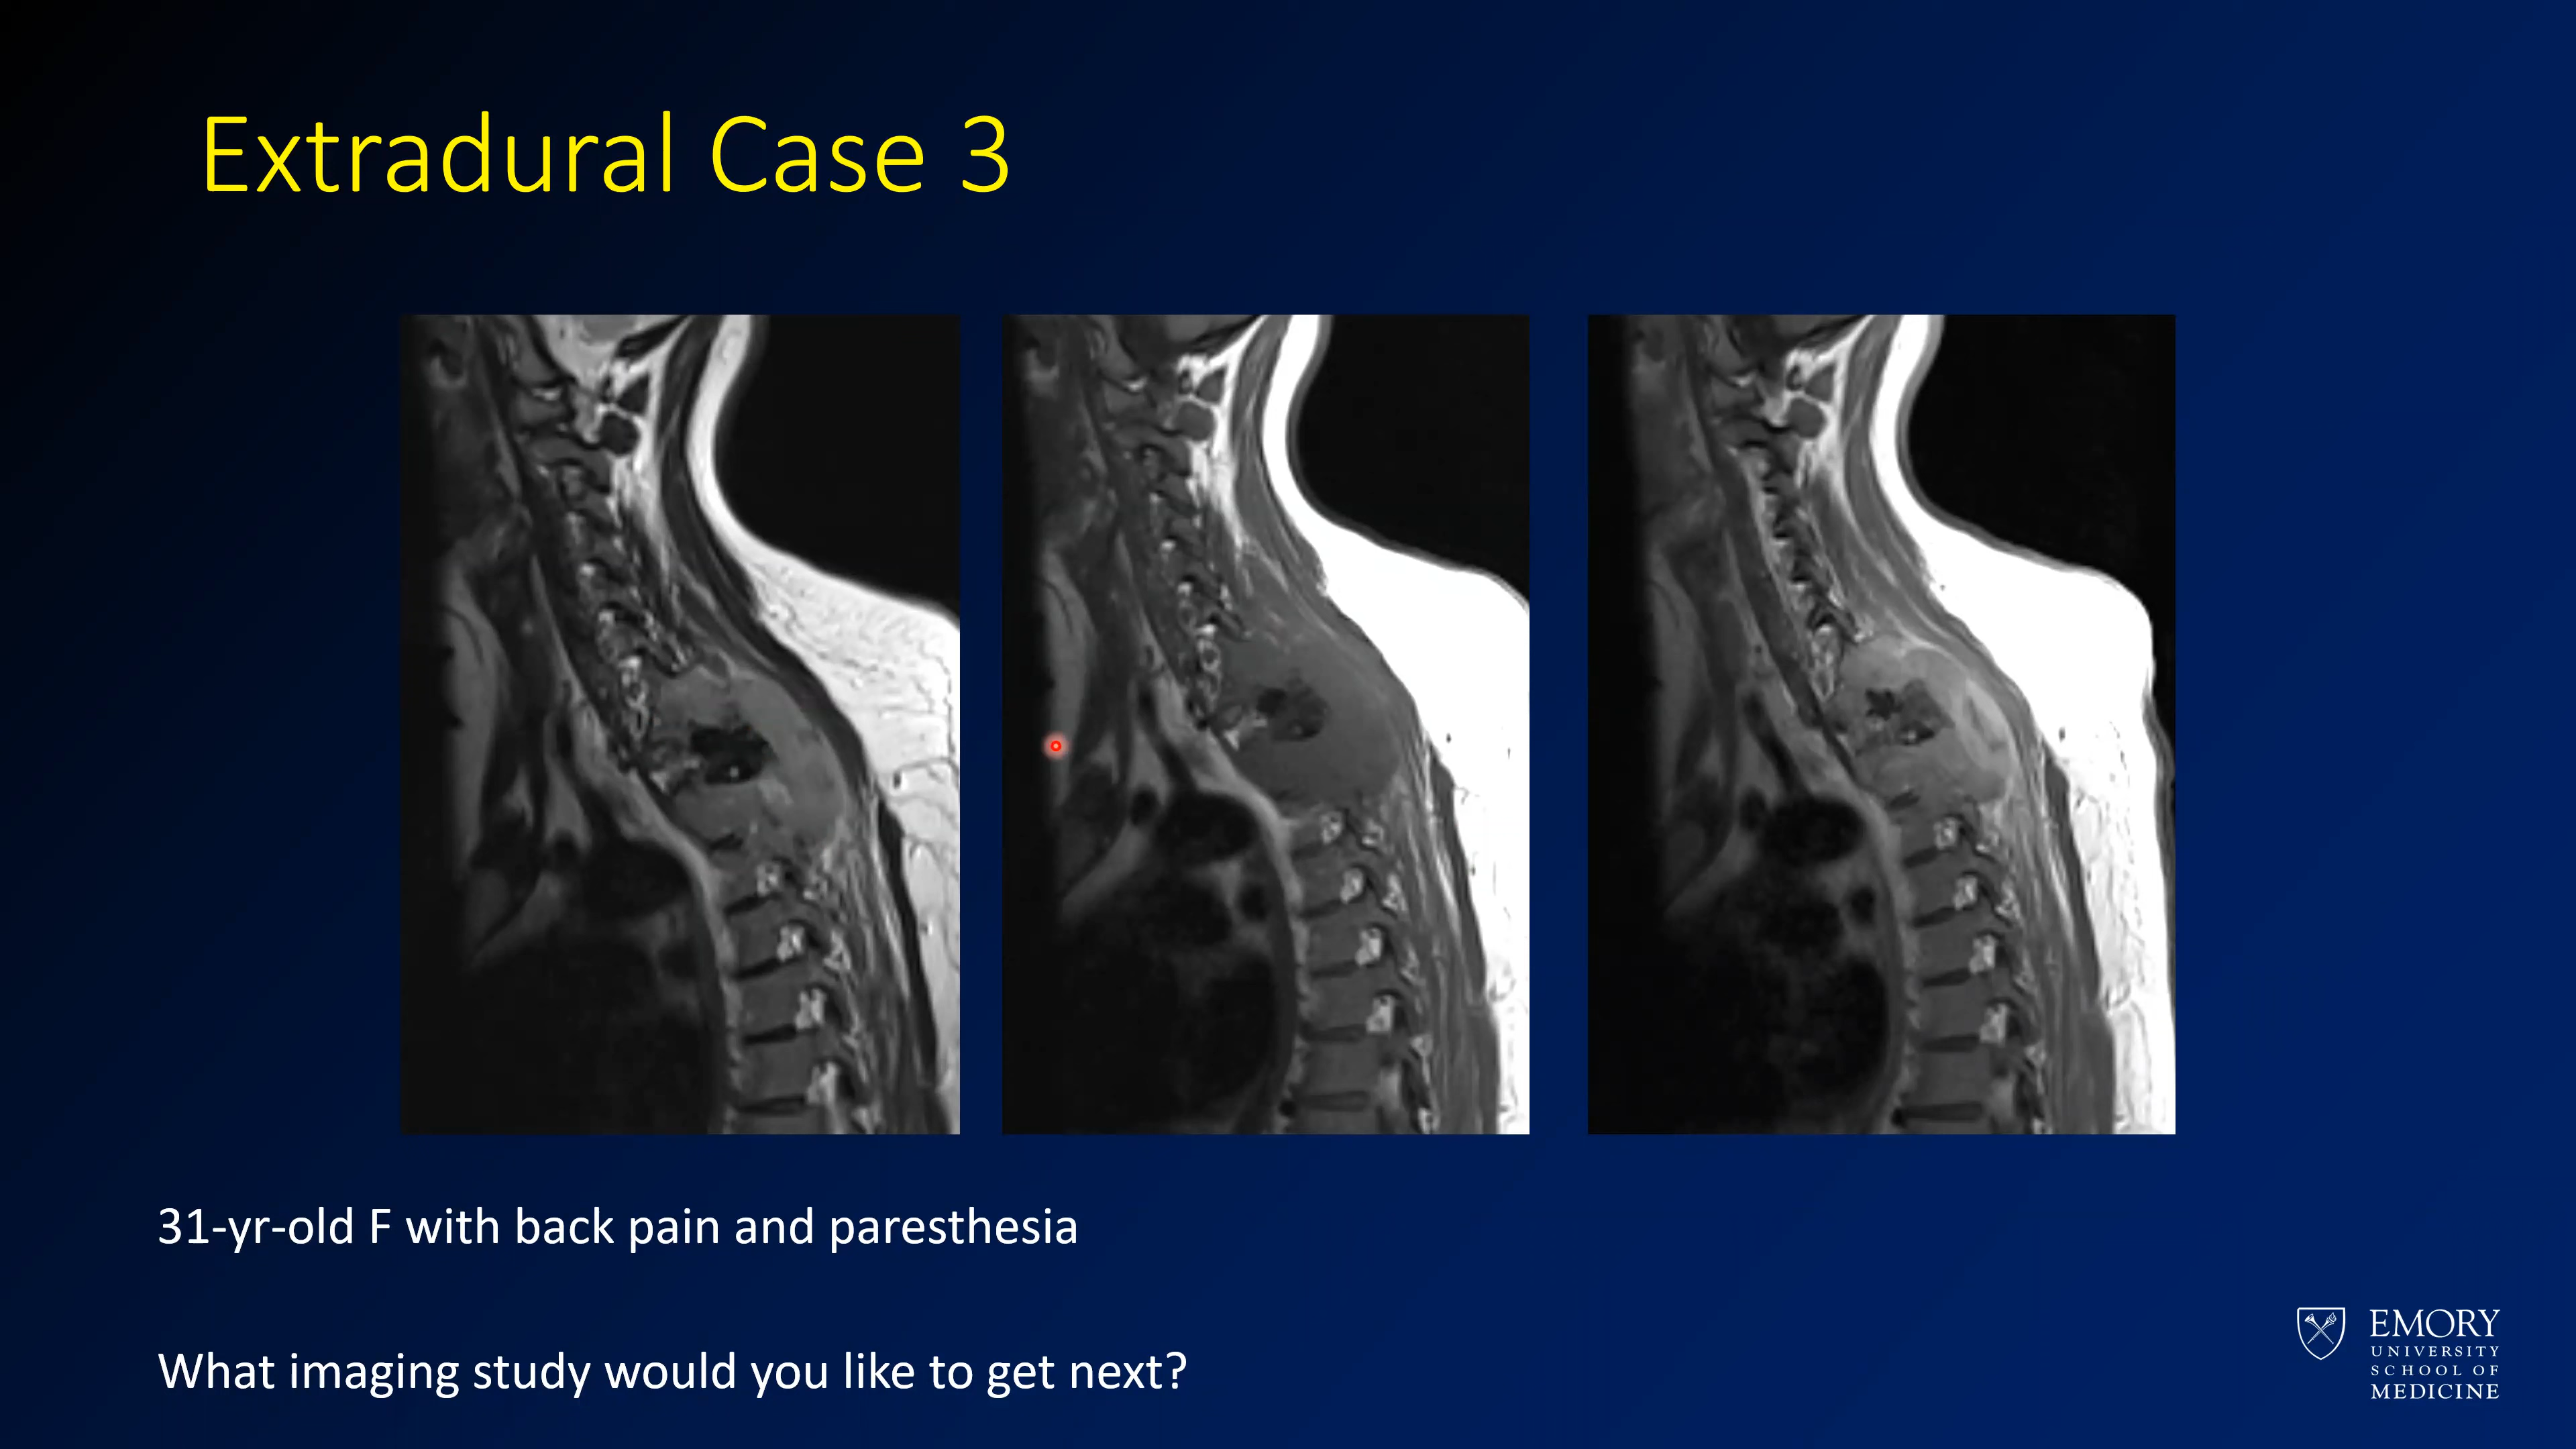 Extradural Case 3
31-yr-old F with back pain and paresthesia
What imaging study would you like to get next?
EMORY
UNIVERSITY
SCHOOL OF
MEDICINE